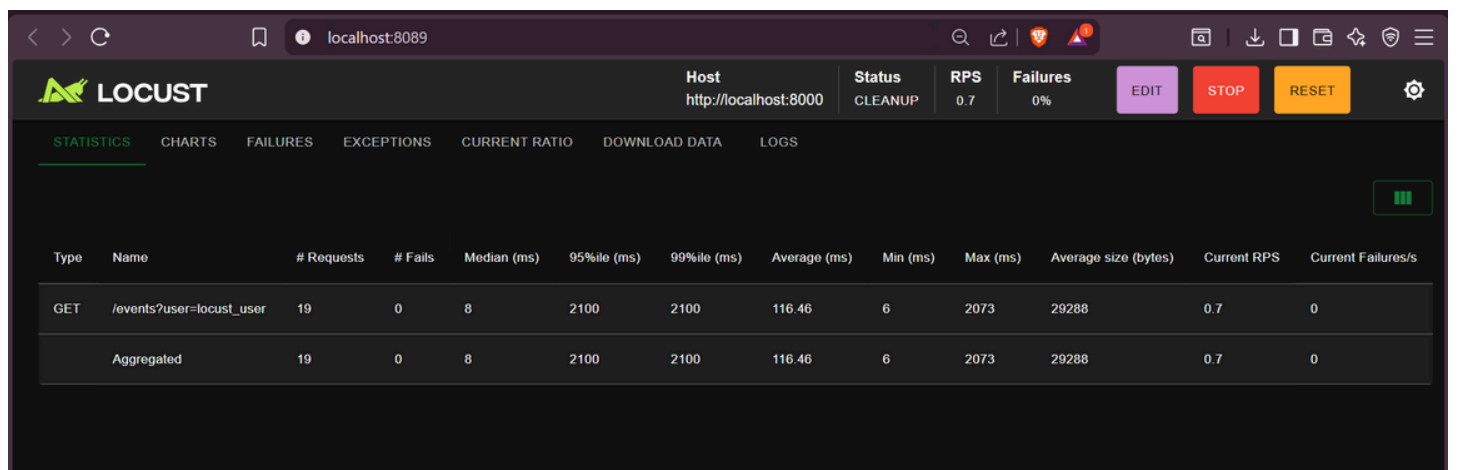 localhost:8089
1
LOCUST
Host
http://localhost:8000
Status
CLEANUP
RPS
0.7
Failures
0%
EDIT
STOP
RESET
STATISTICS CHARTS FAILURES EXCEPTIONS CURRENT RATIO DOWNLOAD DATA LOGS
Type Name # Requests # Fails Median (ms) 95%ile (ms) 99%ile (ms) Average (ms) Min (ms) Max (ms) Average size (bytes) Current RPS Current Failures/s
GET /events?user=locust_user 19 0 8 2100 2100 116.46 6 2073 29288 0.7 0
Aggregated 19 0 8 2100 2100 116.46 6 2073 29288 0.7 0